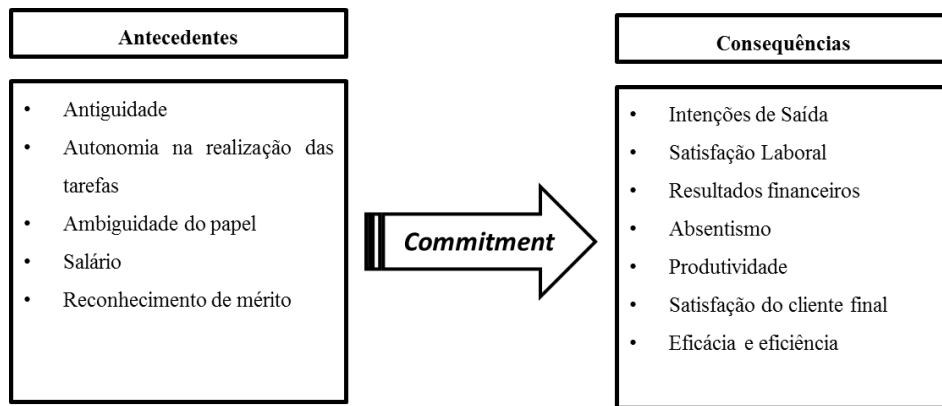 Antecedentes
• Antiguidade
• Autonomia na realização das
tarefas
• Ambiguidade do papel
• Salário
• Reconhecimento de mérito
Commitment
Consequências
• Intenções de Saída
• Satisfação Laboral
• Resultados financeiros
• Absentismo
• Produtividade
• Satisfação do cliente final
• Eficácia e eficiência